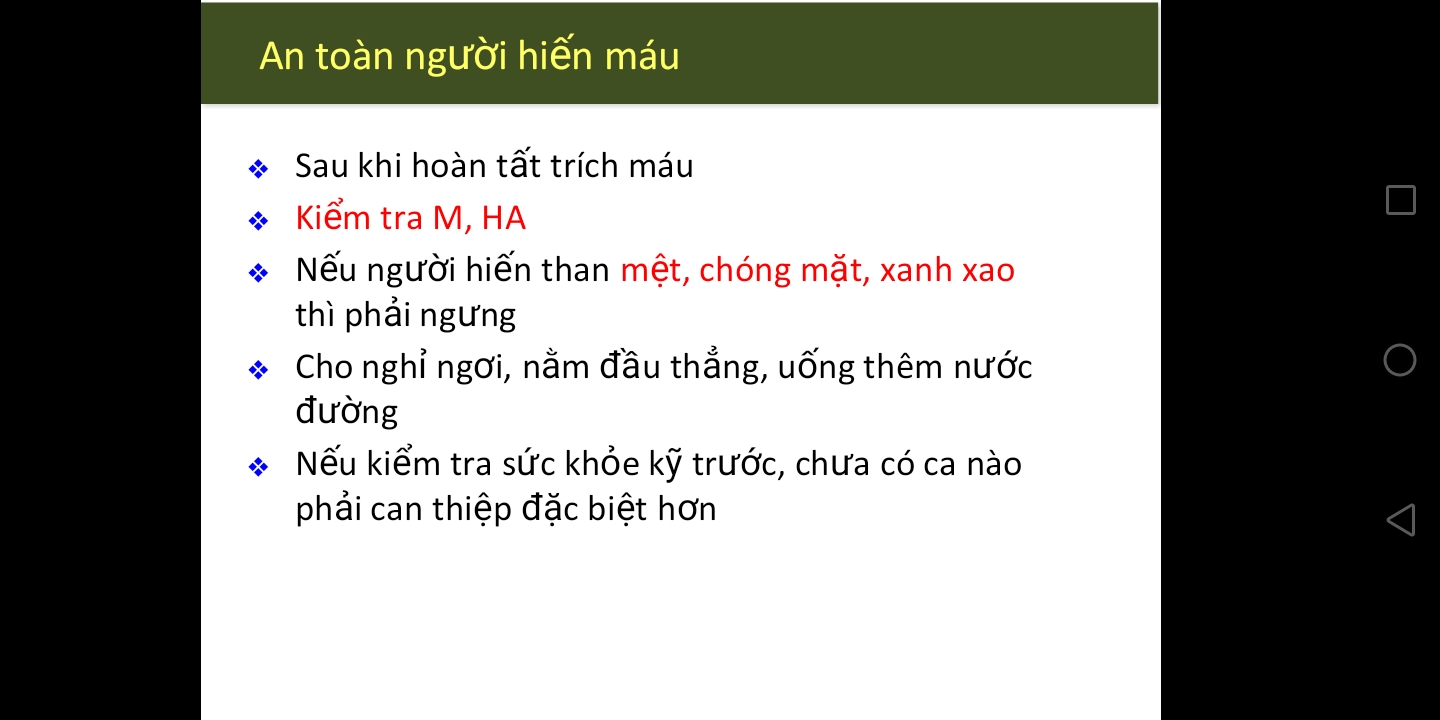 An toàn người hiến máu
Sau khi hoàn tất trích máu
Kiểm tra M, HA
Nếu người hiến than mệt, chóng mặt, xanh xao
thì phải ngưng
Cho nghỉ ngơi, nằm đầu thẳng, uống thêm nước
đường
Nếu kiểm tra sức khỏe kỹ trước, chưa có ca nào
phải can thiệp đặc biệt hơn